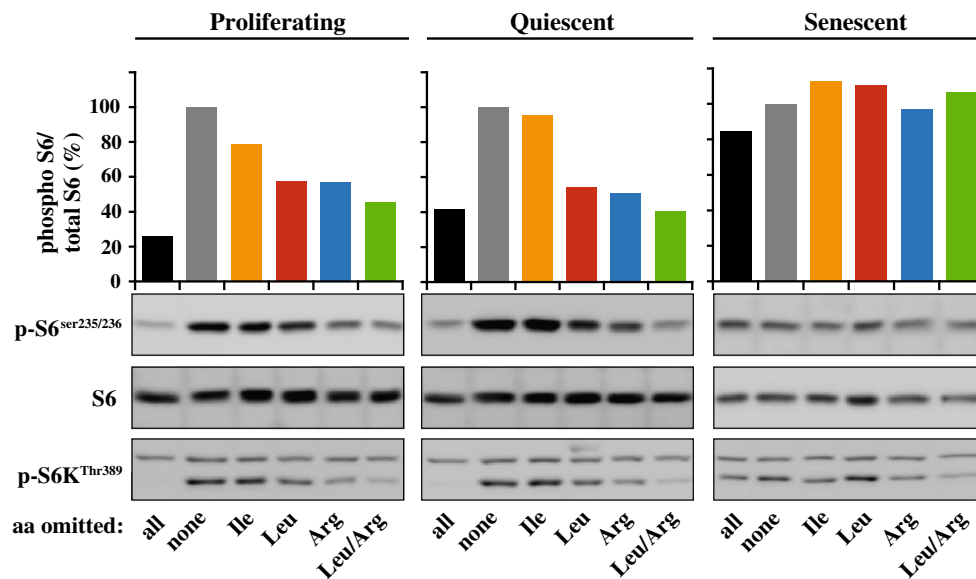 Proliferating Quiescent Senescent
phospho S6/
total S6 (%)
100
80
60
40
20
0
p-S6ser235/236
S6
p-S6KThr389
aa omitted: all none Ile Leu Arg Leu/Arg all none Ile Leu Arg Leu/Arg all none Ile Leu Arg Leu/Arg